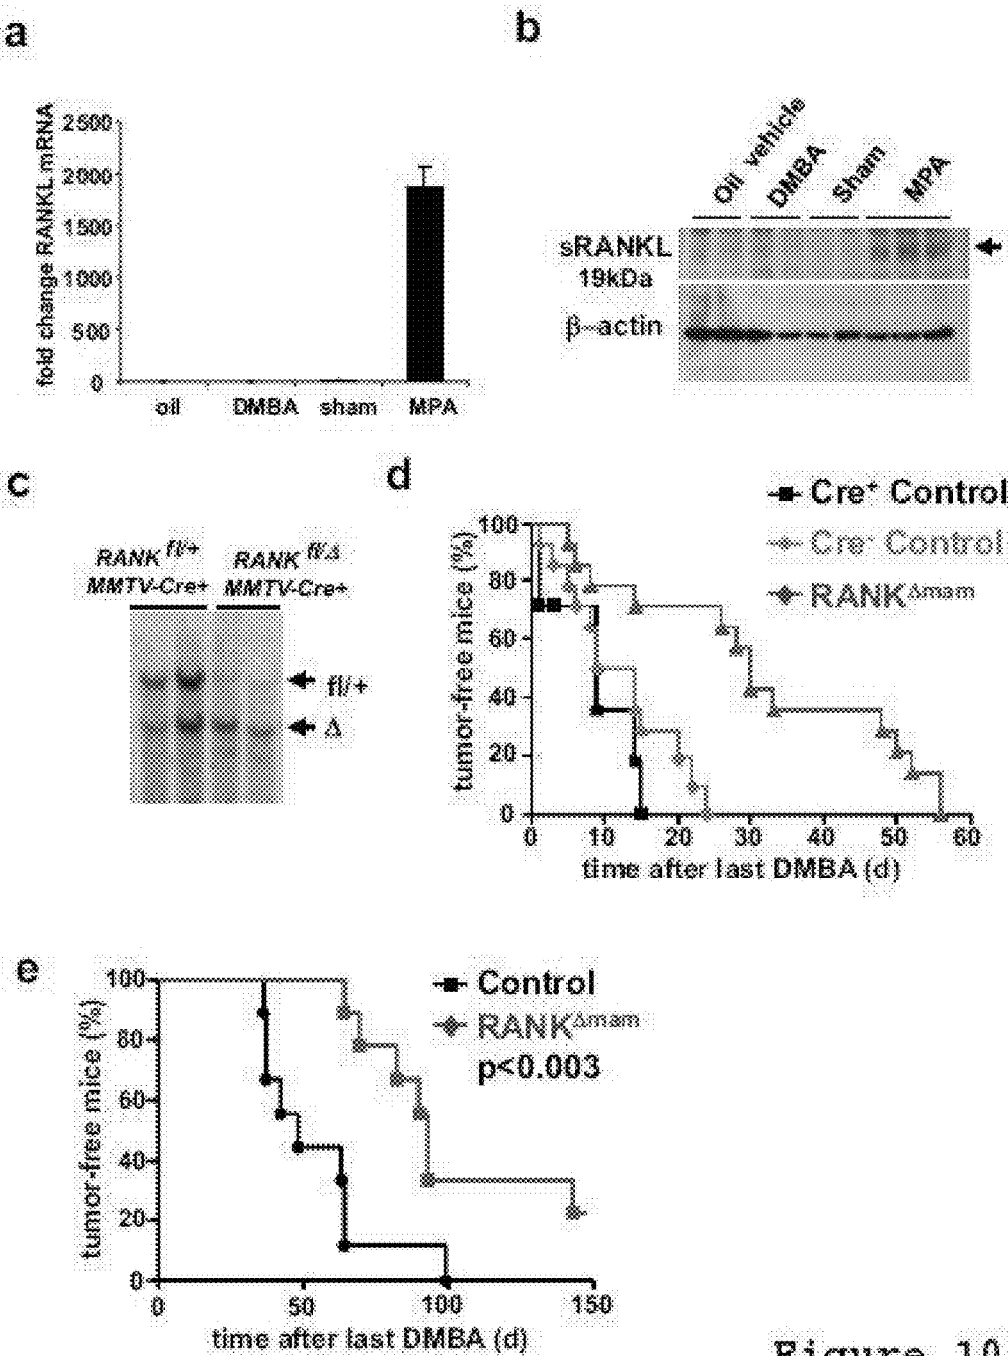 a
fold change RANKL mRNA
2500
2000
1500
1000
500
0
oil DMBA sham MPA
b
Oil vehicle
DMBA
Sham
MPA
sRANKL
19kDa
β-actin
c
RANK fl/+
MMTV-Cre+
RANK fl/Δ
MMTV-Cre+
fl/+
Δ
d
Cre+ Control
Cre- Control
RANKΔmam
tumor-free mice (%)
100
80
60
40
20
0
0 10 20 30 40 50 60
time after last DMBA (d)
e
Control
RANKΔmam
p<0.003
tumor-free mice (%)
100
80
60
40
20
0
0 50 100 150
time after last DMBA (d)
Figure 10